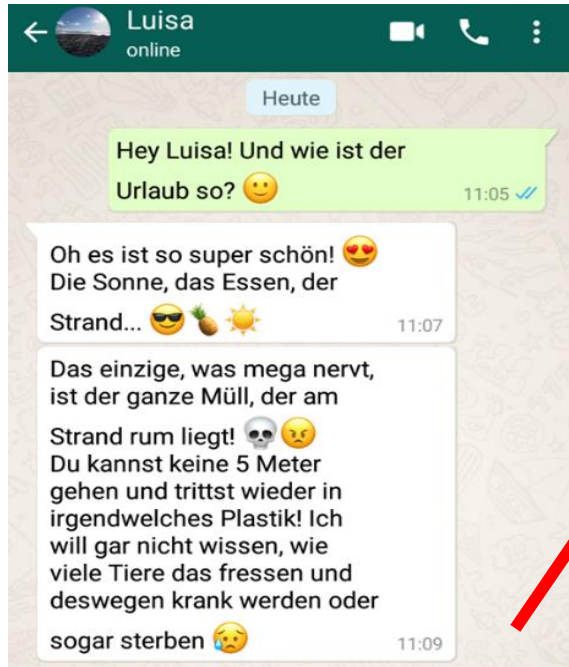 Luisa
online
Heute
Hey Luisa! Und wie ist der
Urlaub so? 🙂 11:05
Oh es ist so super schön! 😍
Die Sonne, das Essen, der
Strand... 😎🍍☀️ 11:07
Das einzige, was mega nervt,
ist der ganze Müll, der am
Strand rum liegt! 💀😠
Du kannst keine 5 Meter
gehen und trittst wieder in
irgendwelches Plastik! Ich
will gar nicht wissen, wie
viele Tiere das fressen und
deswegen krank werden oder
sogar sterben 😥 11:09